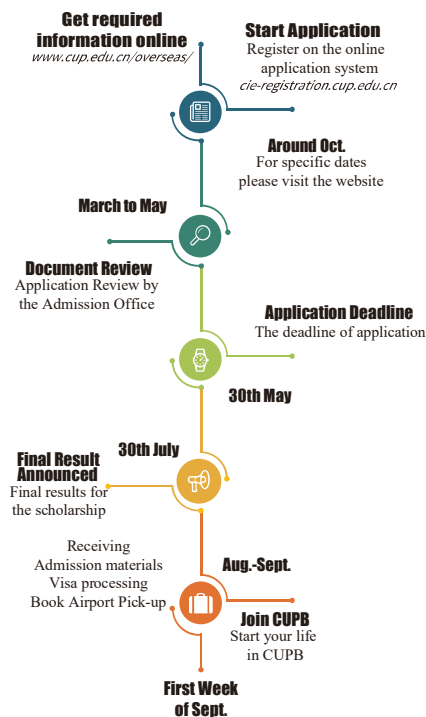 Get required
information online
www.cup.edu.cn/overseas/
Start Application
Register on the online
application system
cie-registration.cup.edu.cn
Around Oct.
For specific dates
please visit the website
March to May
Document Review
Application Review by
the Admission Office
Application Deadline
The deadline of application
30th May
30th July
Final Result
Announced
Final results for
the scholarship
Receiving
Admission materials
Visa processing
Book Airport Pick-up
Aug.-Sept.
Join CUPB
Start your life
in CUPB
First Week
of Sept.